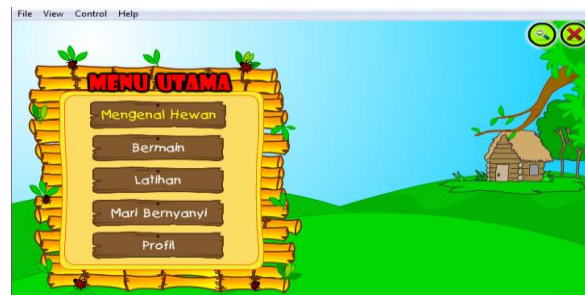 File View Control Help
MENU UTAMA
Mengenal Hewan
Bermain
Latihan
Mari Bernyanyi
Profil